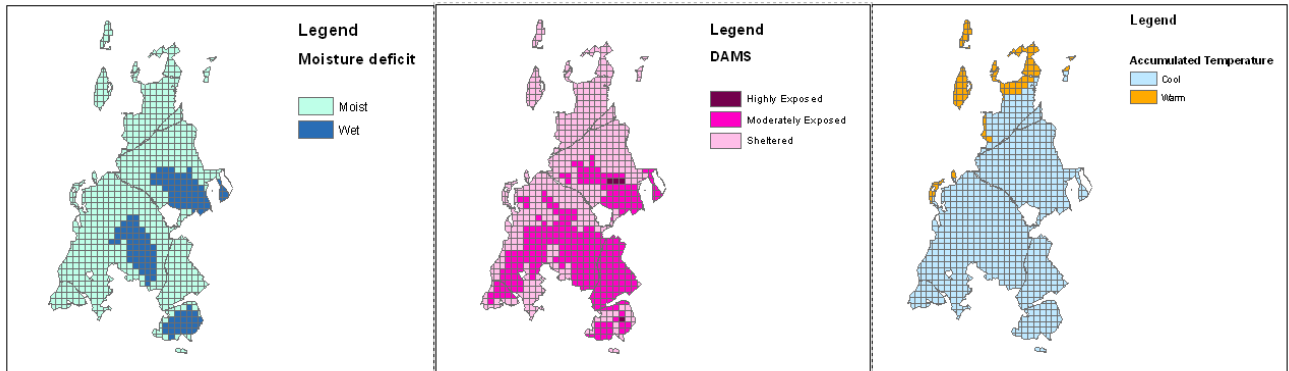 Legend
Moisture deficit
Moist
Wet
Legend
DAMS
Highly Exposed
Moderately Exposed
Sheltered
Legend
Accumulated Temperature
Cool
Warm